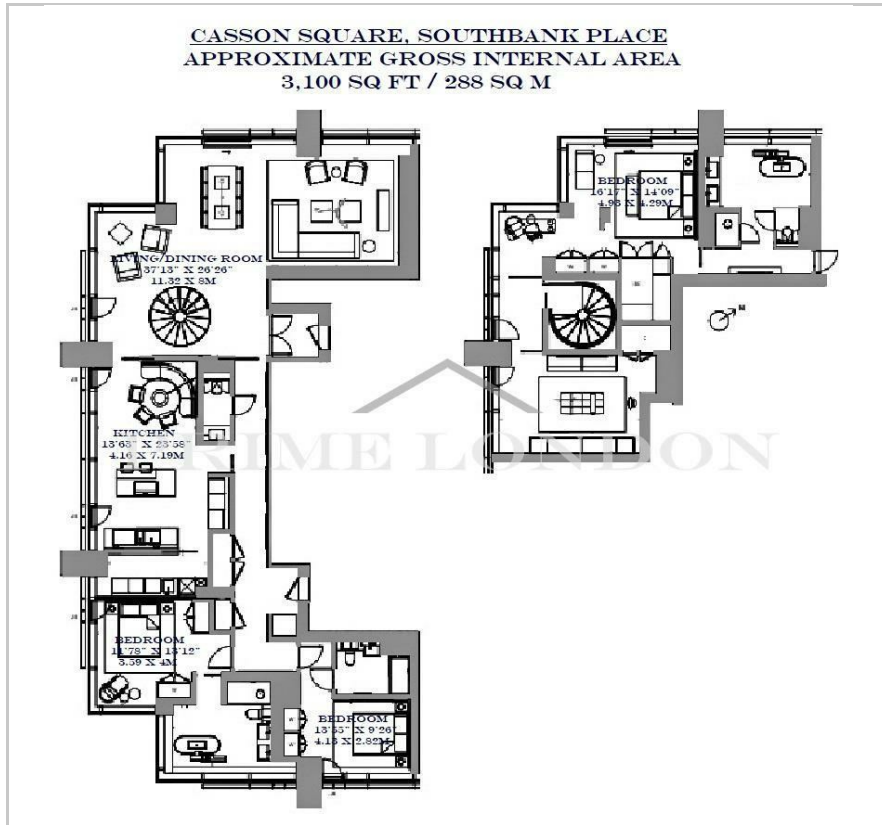 CASSON SQUARE, SOUTHBANK PLACE
APPROXIMATE GROSS INTERNAL AREA
3,100 SQ FT / 288 SQ M
LIVING/DINING ROOM
37'13" X 26'26"
11.32 X 8M
KITCHEN
13'63" X 23'58"
4.16 X 7.19M
BEDROOM
11'78" X 13'12"
3.59 X 4M
BEDROOM
13'55" X 9'26"
4.13 X 2.82M
BEDROOM
16'17" X 14'09"
4.93 X 4.29M
PRIME LONDON